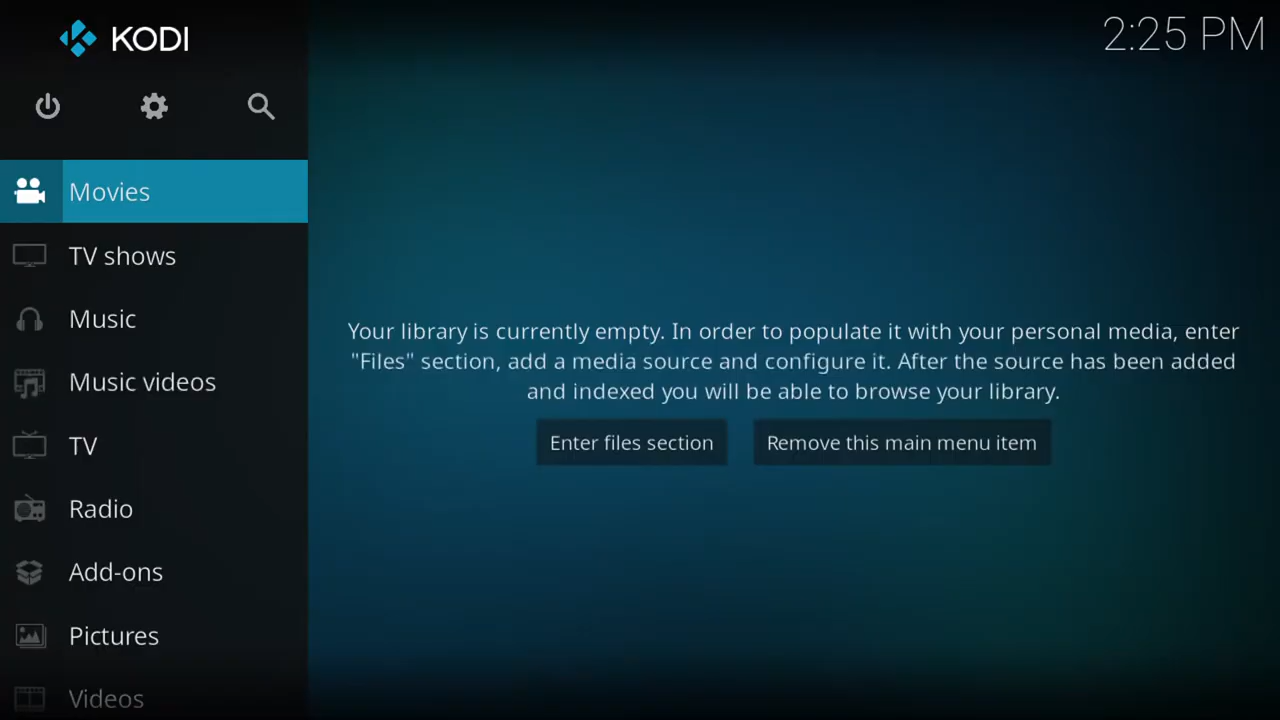 KODI
2:25 PM
Movies
TV shows
Music
Music videos
TV
Radio
Add-ons
Pictures
Videos
Your library is currently empty. In order to populate it with your personal media, enter
"Files" section, add a media source and configure it. After the source has been added
and indexed you will be able to browse your library.
Enter files section
Remove this main menu item